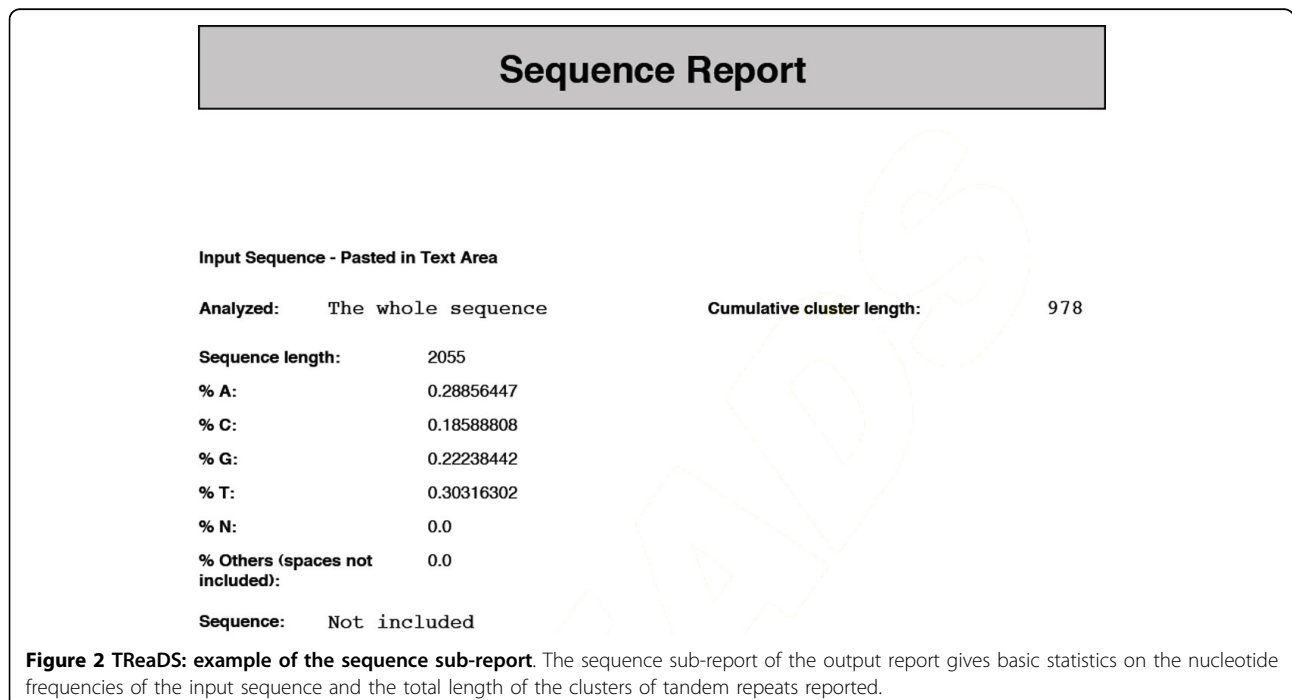 Sequence Report
Input Sequence - Pasted in Text Area
Analyzed: The whole sequence Cumulative cluster length: 978
Sequence length: 2055
% A: 0.28856447
% C: 0.18588808
% G: 0.22238442
% T: 0.30316302
% N: 0.0
% Others (spaces not included): 0.0
Sequence: Not included
Figure 2 TReaDS: example of the sequence sub-report. The sequence sub-report of the output report gives basic statistics on the nucleotide
frequencies of the input sequence and the total length of the clusters of tandem repeats reported.